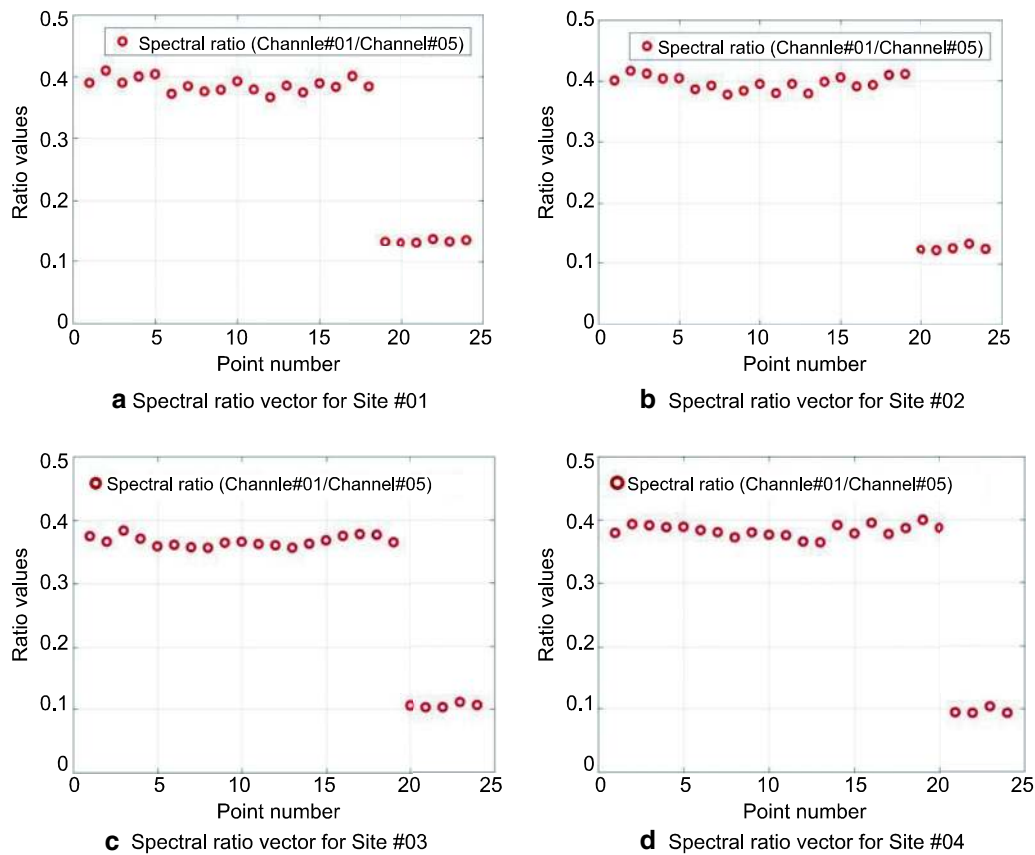 0.5
0.4
0.3
0.2
0.1
0
Ratio values
Spectral ratio (Channle#01/Channel#05)
0 5 10 15 20 25
Point number
a Spectral ratio vector for Site #01
0.5
0.4
0.3
0.2
0.1
0
Ratio values
Spectral ratio (Channle#01/Channel#05)
0 5 10 15 20 25
Point number
b Spectral ratio vector for Site #02
0.5
0.4
0.3
0.2
0.1
0
Ratio values
Spectral ratio (Channle#01/Channel#05)
0 5 10 15 20 25
Point number
c Spectral ratio vector for Site #03
0.5
0.4
0.3
0.2
0.1
0
Ratio values
Spectral ratio (Channle#01/Channel#05)
0 5 10 15 20 25
Point number
d Spectral ratio vector for Site #04